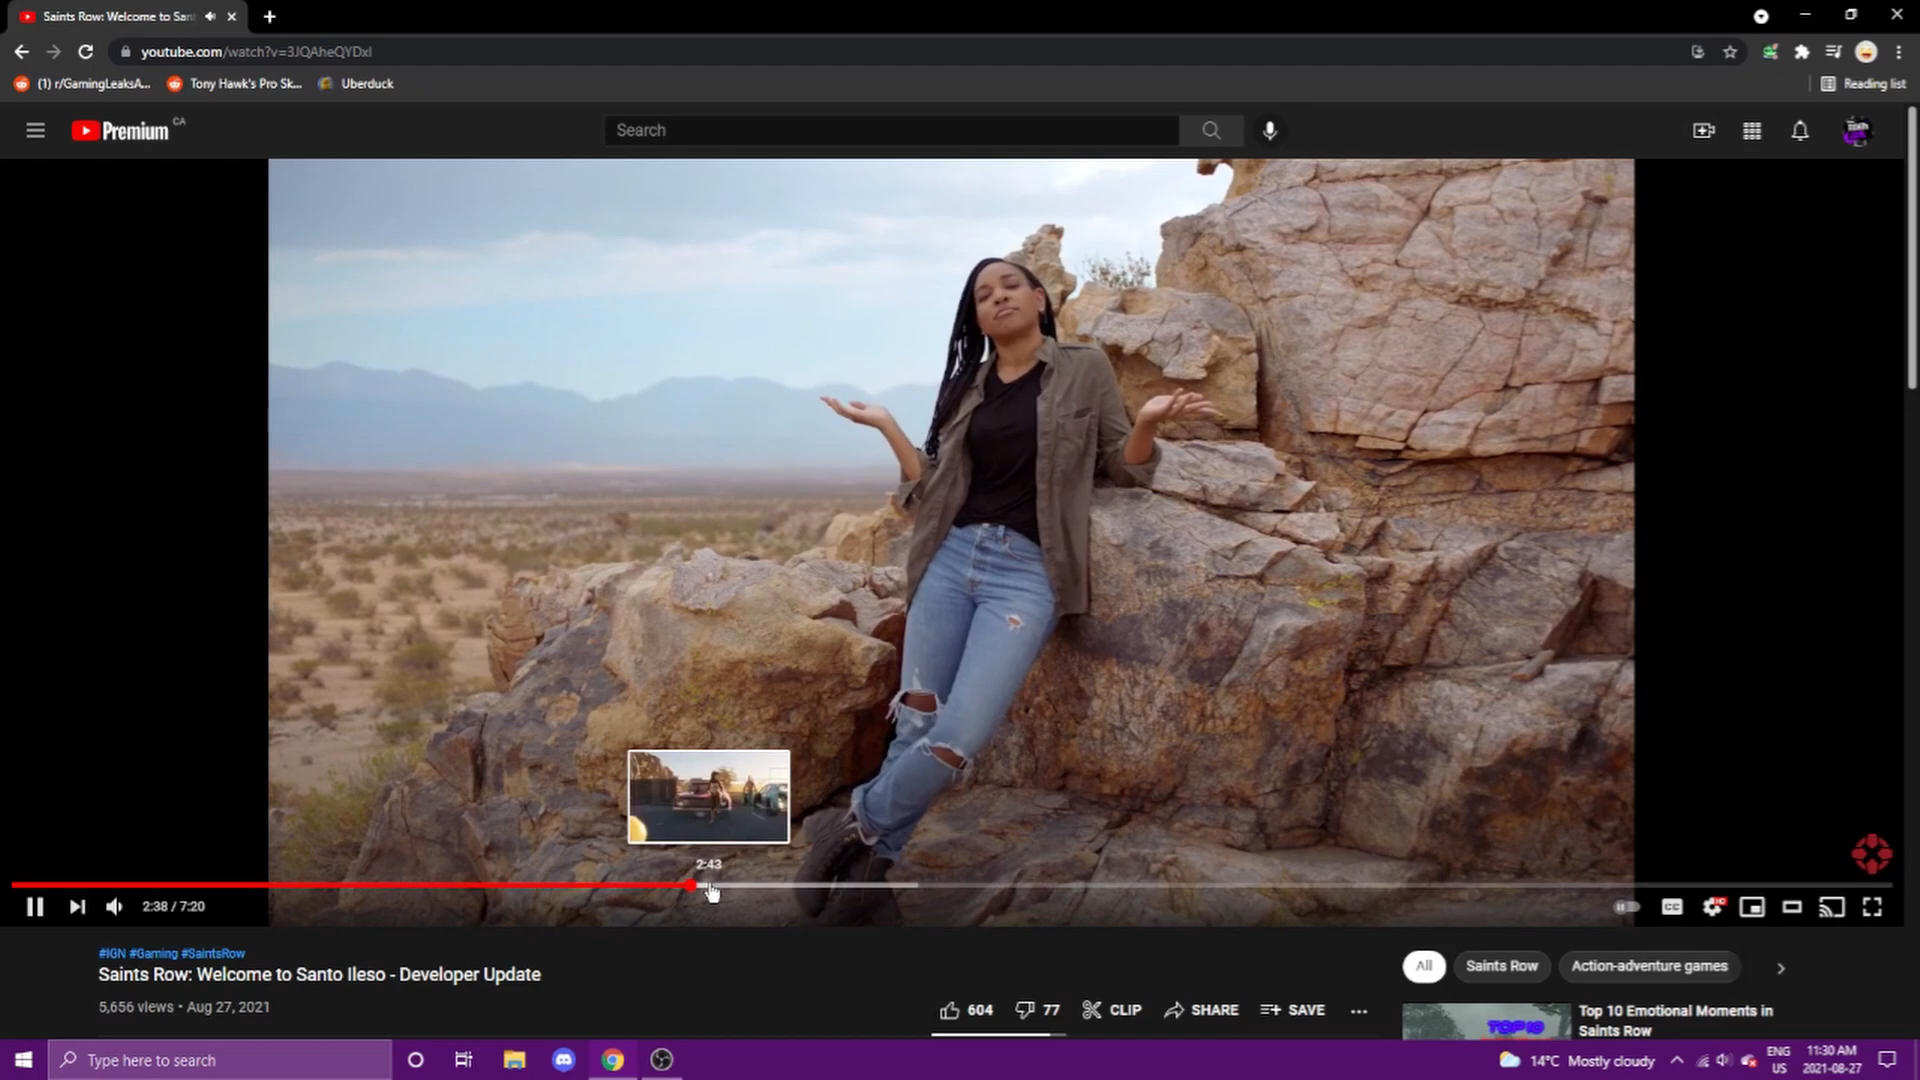 Saints Row: Welcome to San
youtube.com/watch?v=3JQAheQYDxI
(1) r/GamingLeaksA...
Tony Hawk's Pro Sk...
Uberduck
Reading list
Premium CA
Search
2:43
2:38 / 7:20
CC
#IGN #Gaming #SaintsRow
Saints Row: Welcome to Santo Ileso - Developer Update
5,656 views • Aug 27, 2021
604
77
CLIP
SHARE
SAVE
All
Saints Row
Action-adventure games
TOP 10
Top 10 Emotional Moments in
Saints Row
Type here to search
14°C Mostly cloudy
ENG
US
11:30 AM
2021-08-27